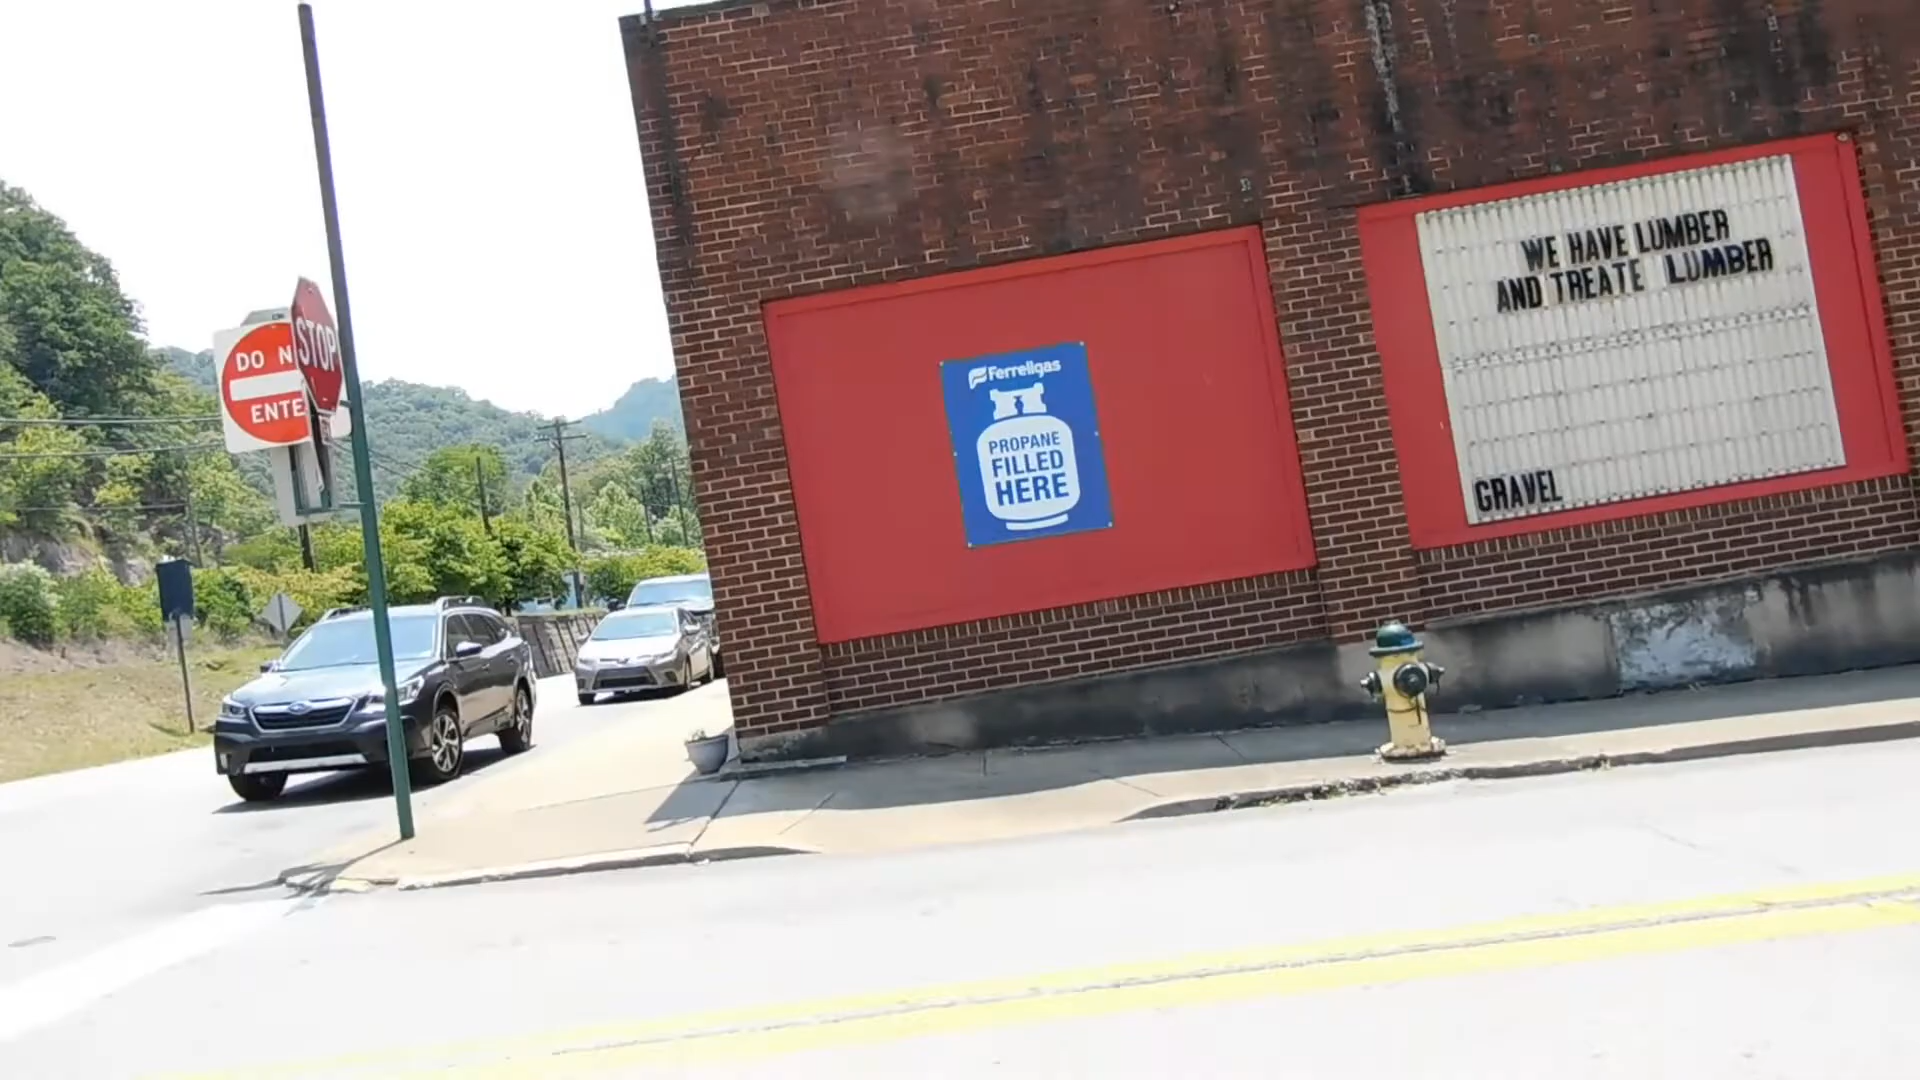 DO N
ENTE
STOP
Ferrellgas
PROPANE
FILLED
HERE
WE HAVE LUMBER
AND TREATE LUMBER
GRAVEL